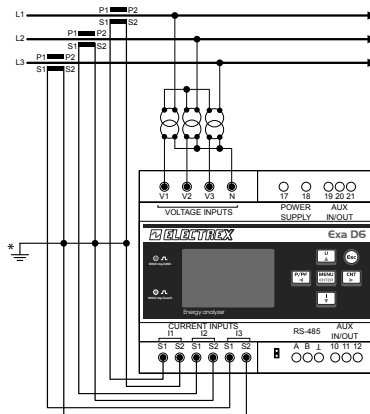 P1 P2
L1
S1 S2
P1 P2
L2
S1 S2
P1 P2
L3
S1 S2
V1 V2 V3 N
VOLTAGE INPUTS
17 18 19 20 21
POWER SUPPLY
AUX IN/OUT
*
ELECTREX
Exa D6
U
Esc
P/PF
MENU
ENTER
CNT
I
Energy analyser
CURRENT INPUTS
I1 I2 I3
S1 S2 S1 S2 S1 S2
RS-485
AUX IN/OUT
A B ⊥ 10 11 12